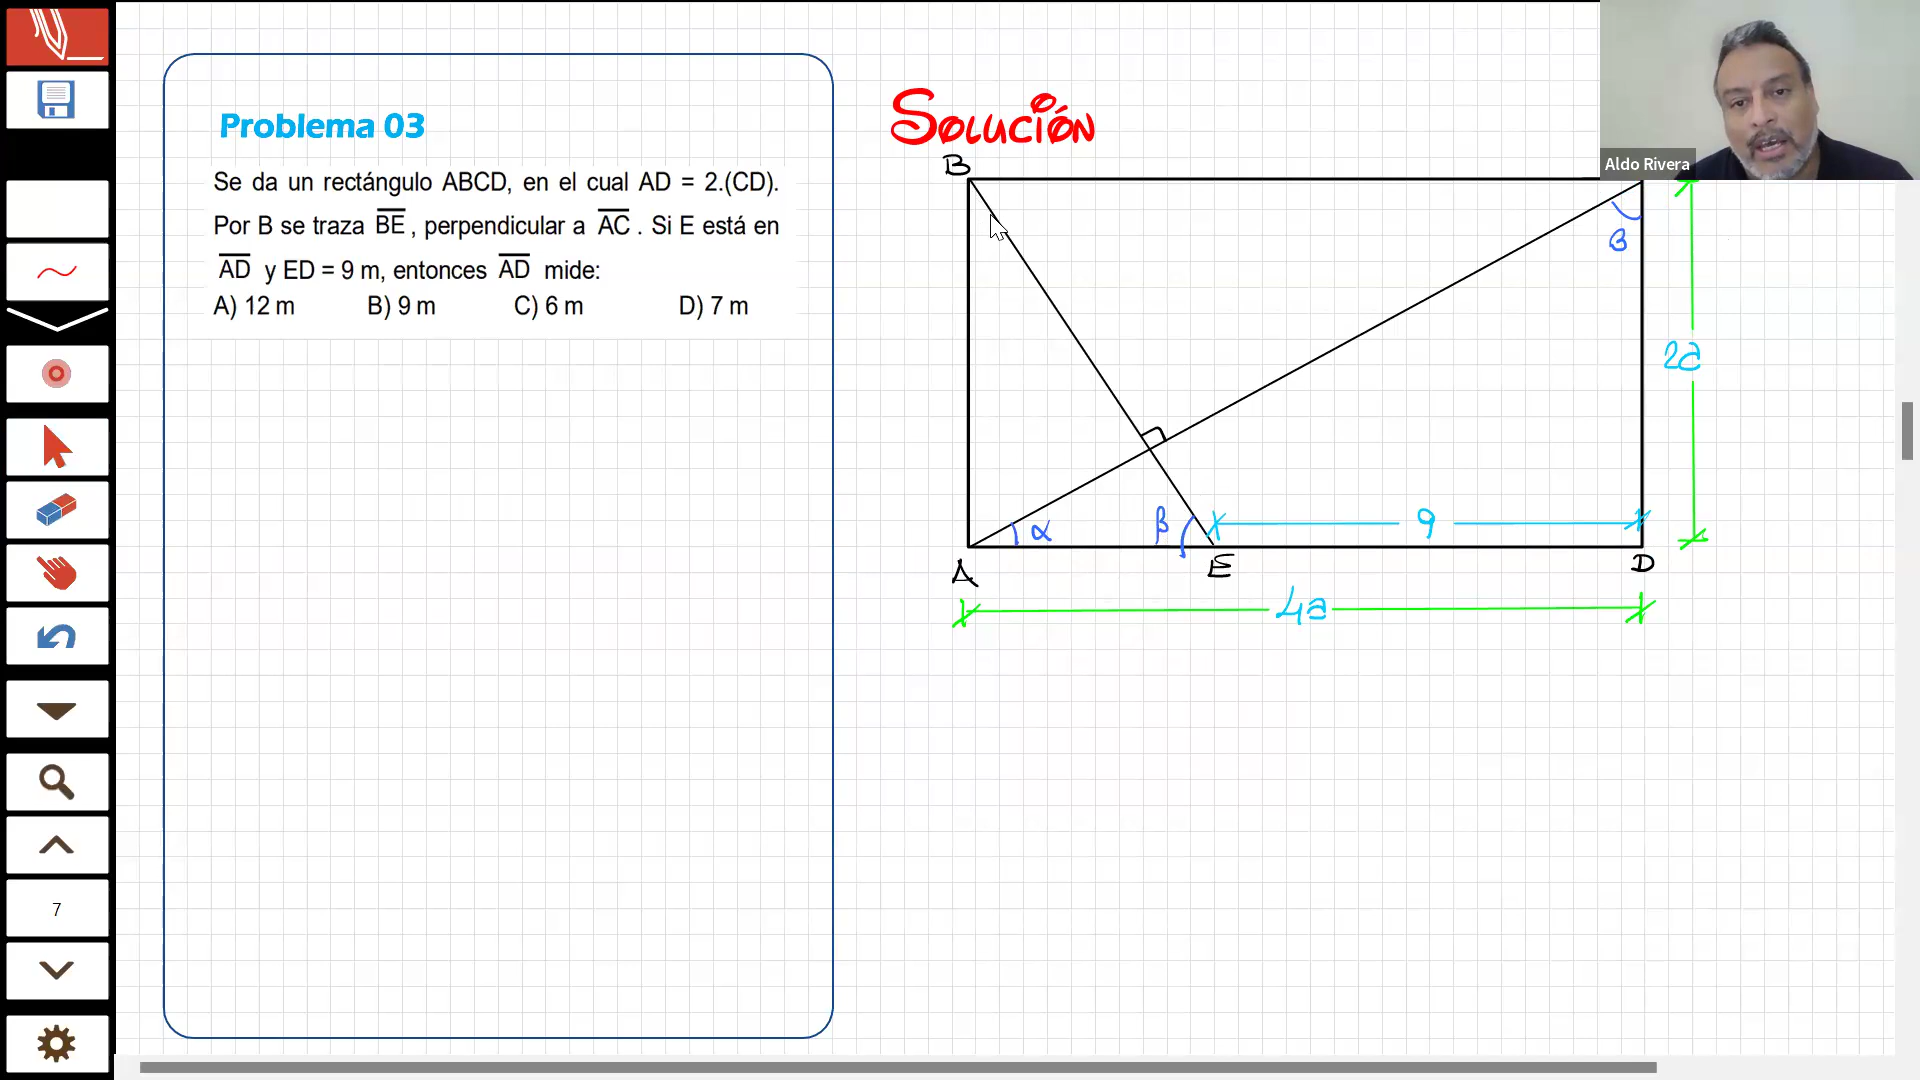 Problema 03
Se da un rectángulo ABCD, en el cual AD = 2.(CD).
Por B se traza BE, perpendicular a AC. Si E está en
AD y ED = 9 m, entonces AD mide:
A) 12 m B) 9 m C) 6 m D) 7 m
Solución
Aldo Rivera
B
β
2a
α
β
9
A
E
D
4a
7